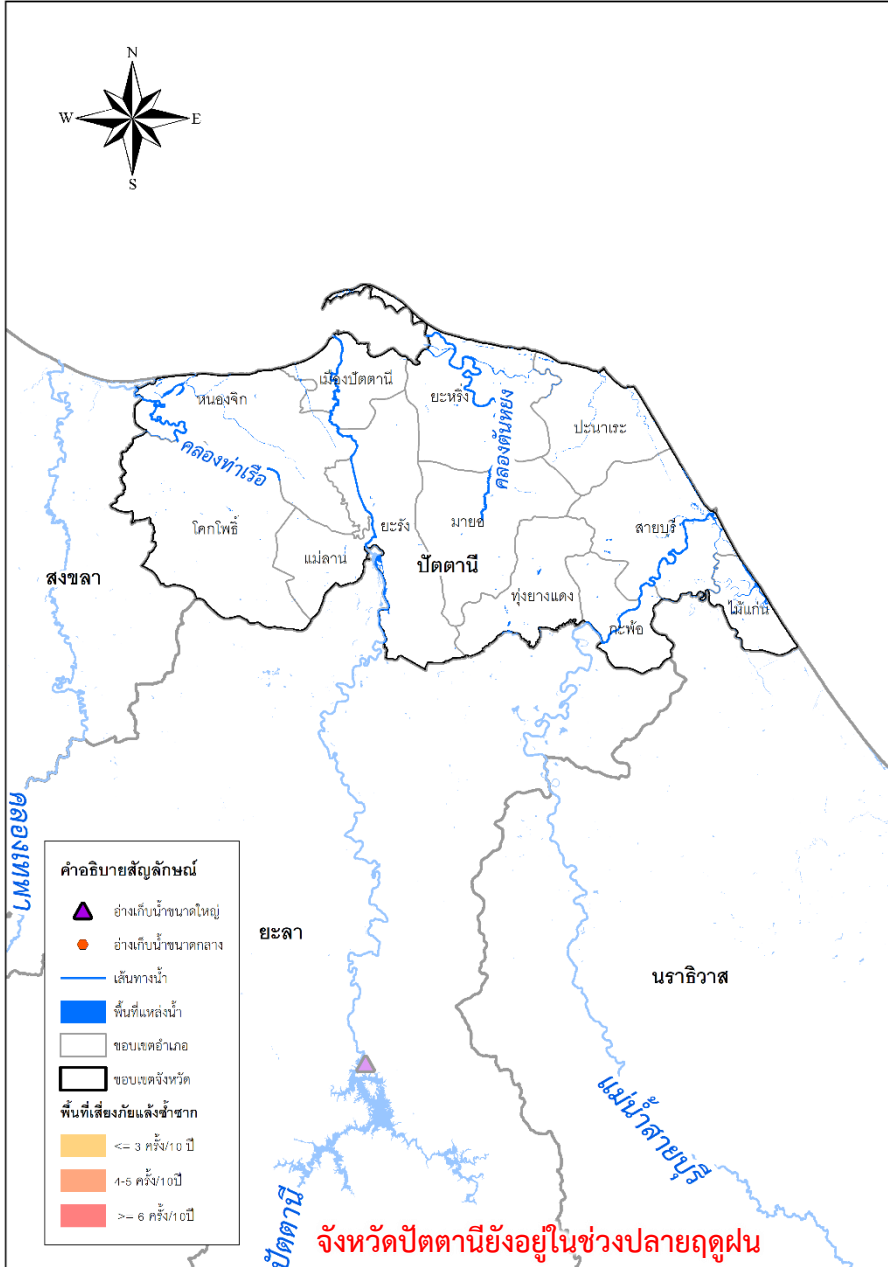 N
W
E
S
เมืองปัตตานี
หนองจิก
ยะหริ่ง
คลองตันหยง
ปะนาเระ
คลองท่าเรือ
โคกโพธิ์
แม่ลาน
ยะรัง
มายอ
สายบุรี
ปัตตานี
สงขลา
ทุ่งยางแดง
ไม้แก่น
กะพ้อ
คลองเทพา
คำอธิบายสัญลักษณ์
อ่างเก็บน้ำขนาดใหญ่
อ่างเก็บน้ำขนาดกลาง
เส้นทางน้ำ
พื้นที่แหล่งน้ำ
ขอบเขตอำเภอ
ขอบเขตจังหวัด
พื้นที่เสี่ยงภัยแล้งซ้ำซาก
<= 3 ครั้ง/10 ปี
4-5 ครั้ง/10ปี
>= 6 ครั้ง/10ปี
ยะลา
นราธิวาส
แม่น้ำสายบุรี
ปัตตานี
จังหวัดปัตตานียังอยู่ในช่วงปลายฤดูฝน